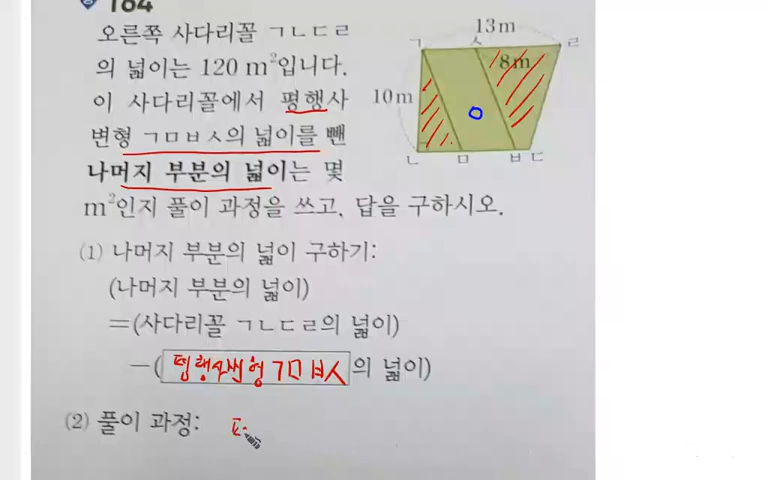 164
오른쪽 사다리꼴 ㄱㄴㄷㄹ
의 넓이는 120 m²입니다.
이 사다리꼴에서 평행사
변형 ㄱㅁㅂㅅ의 넓이를 뺀
나머지 부분의 넓이는 몇
m²인지 풀이 과정을 쓰고, 답을 구하시오.
13 m
ㄱ ㅅ ㄹ
8 m
10 m
ㄴ ㅁ ㅂ ㄷ
(1) 나머지 부분의 넓이 구하기:
(나머지 부분의 넓이)
=(사다리꼴 ㄱㄴㄷㄹ의 넓이)
-(평행사변형 ㄱㅁㅂㅅ의 넓이)
(2) 풀이 과정: